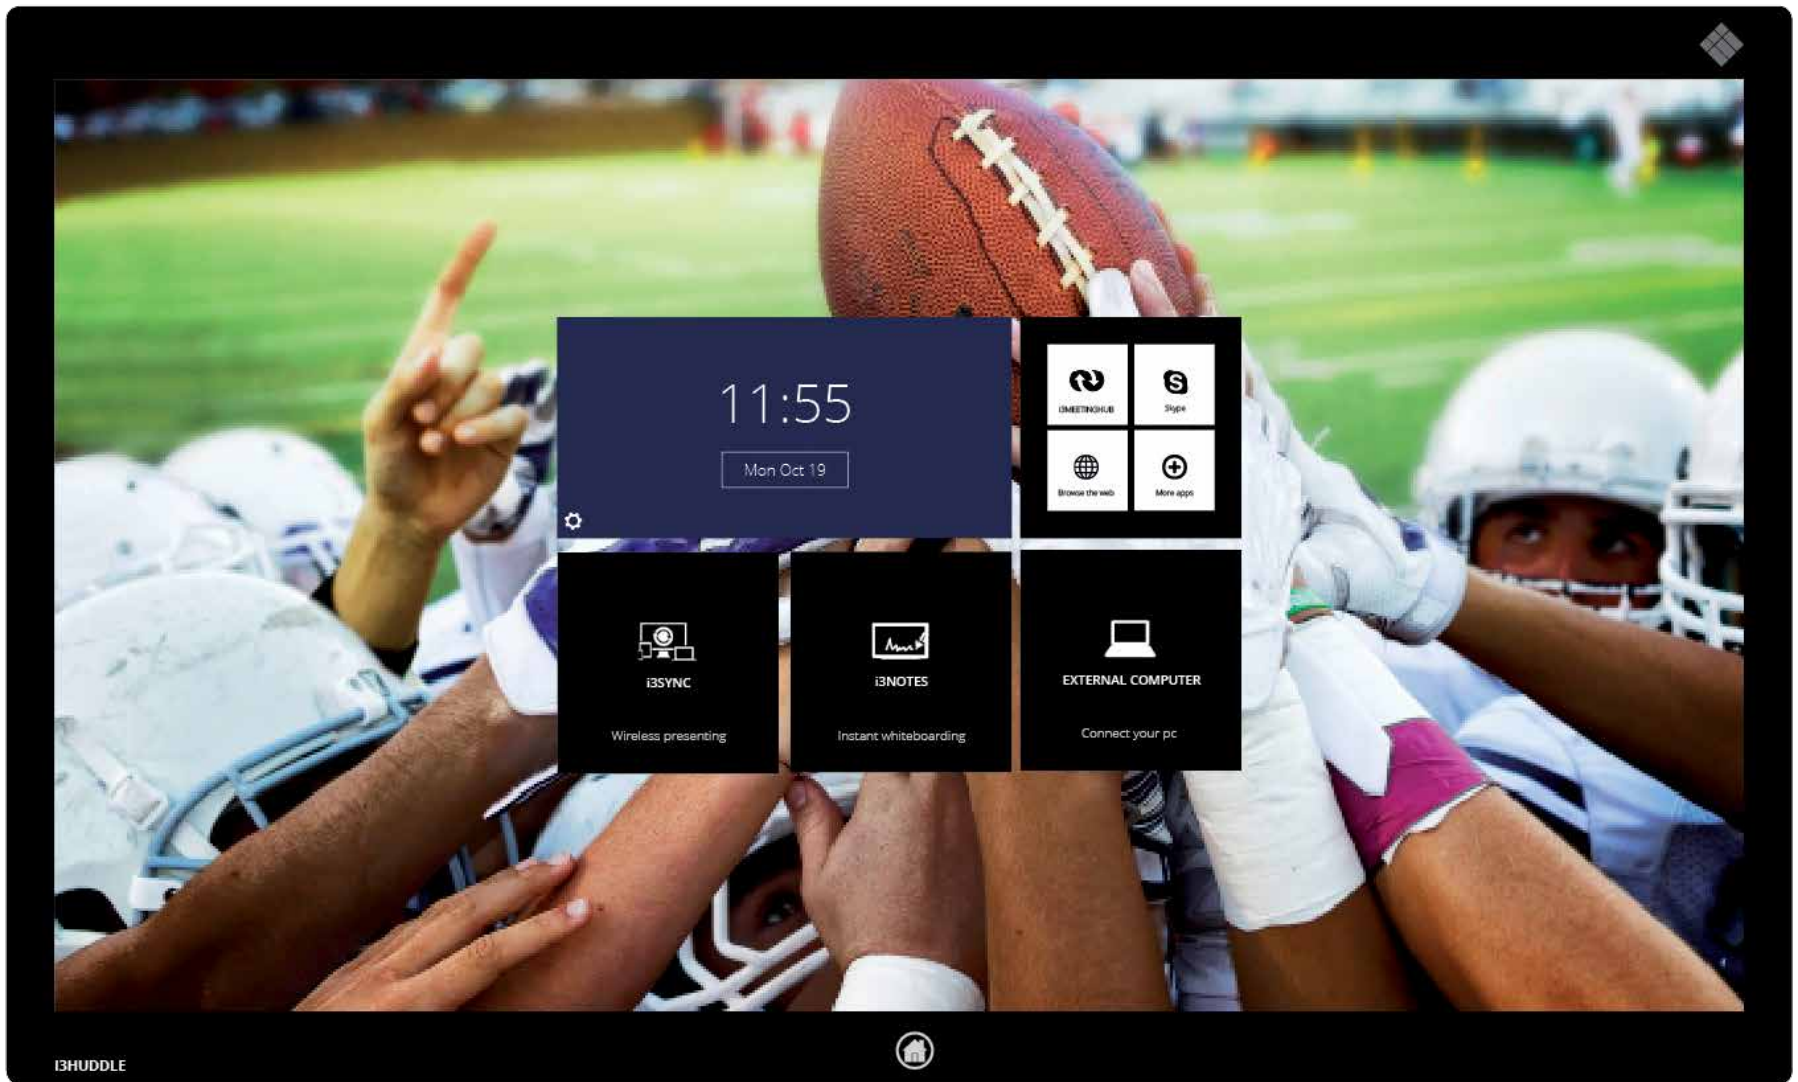 11:55
Mon Oct 19
i3MEETINGHUB
Skype
Browse the web
More apps
i3SYNC
Wireless presenting
i3NOTES
Instant whiteboarding
EXTERNAL COMPUTER
Connect your pc
I3HUDDLE